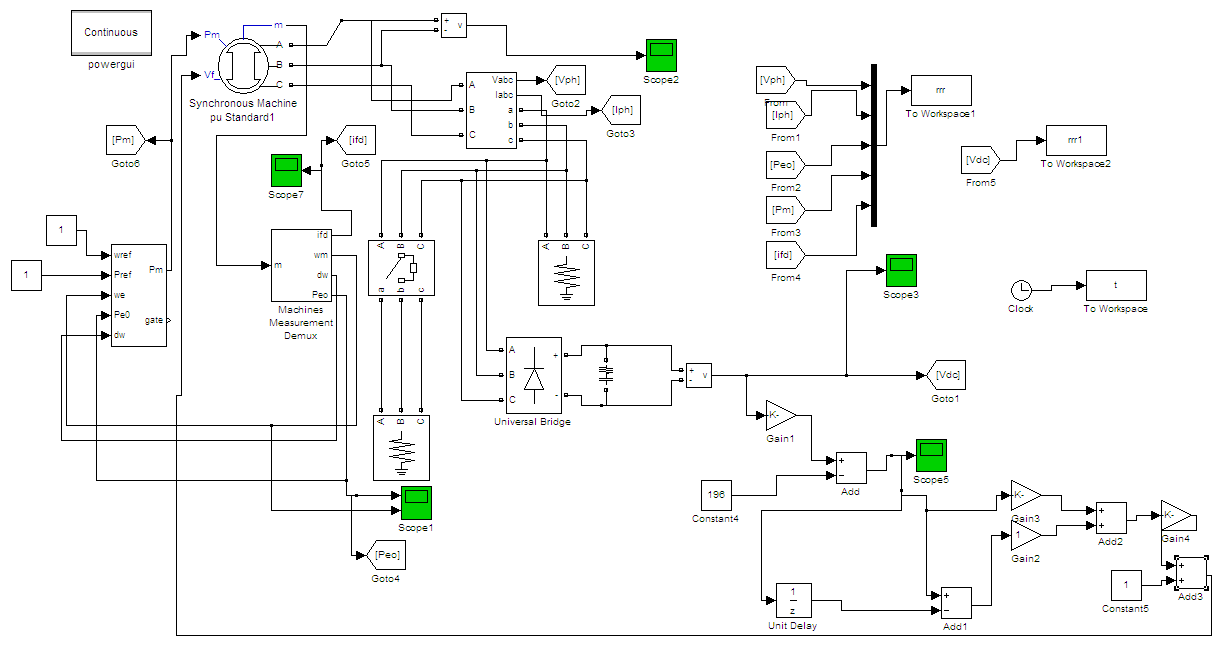 Continuous
powergui
Pm
Vf_
m
A
B
C
Synchronous Machine
pu Standard1
+
-
v
Scope2
A
B
C
Vabc
Iabc
a
b
c
[Vph]
Goto2
[Iph]
Goto3
[Pm]
Goto6
[ifd]
Goto5
Scope7
[Vph]
From
[Iph]
From1
[Peo]
From2
[Pm]
From3
[ifd]
From4
rrr
To Workspace1
[Vdc]
From5
rrr1
To Workspace2
1
1
wref
Pref
we
Pe0
dw
Pm
gate
m
ifd
wm
dw
Peo
Machines
Measurement
Demux
A
B
C
a
b
c
A
B
C
Scope3
Clock
t
To Workspace
A
B
C
+
-
Universal Bridge
+
-
v
[Vdc]
Goto1
K-
Gain1
A
B
C
Scope1
[Peo]
Goto4
196
Constant4
+
−
Add
Scope5
K-
Gain3
1
Gain2
+
+
Add2
K-
Gain4
1
z
Unit Delay
+
−
Add1
1
Constant5
+
+
Add3